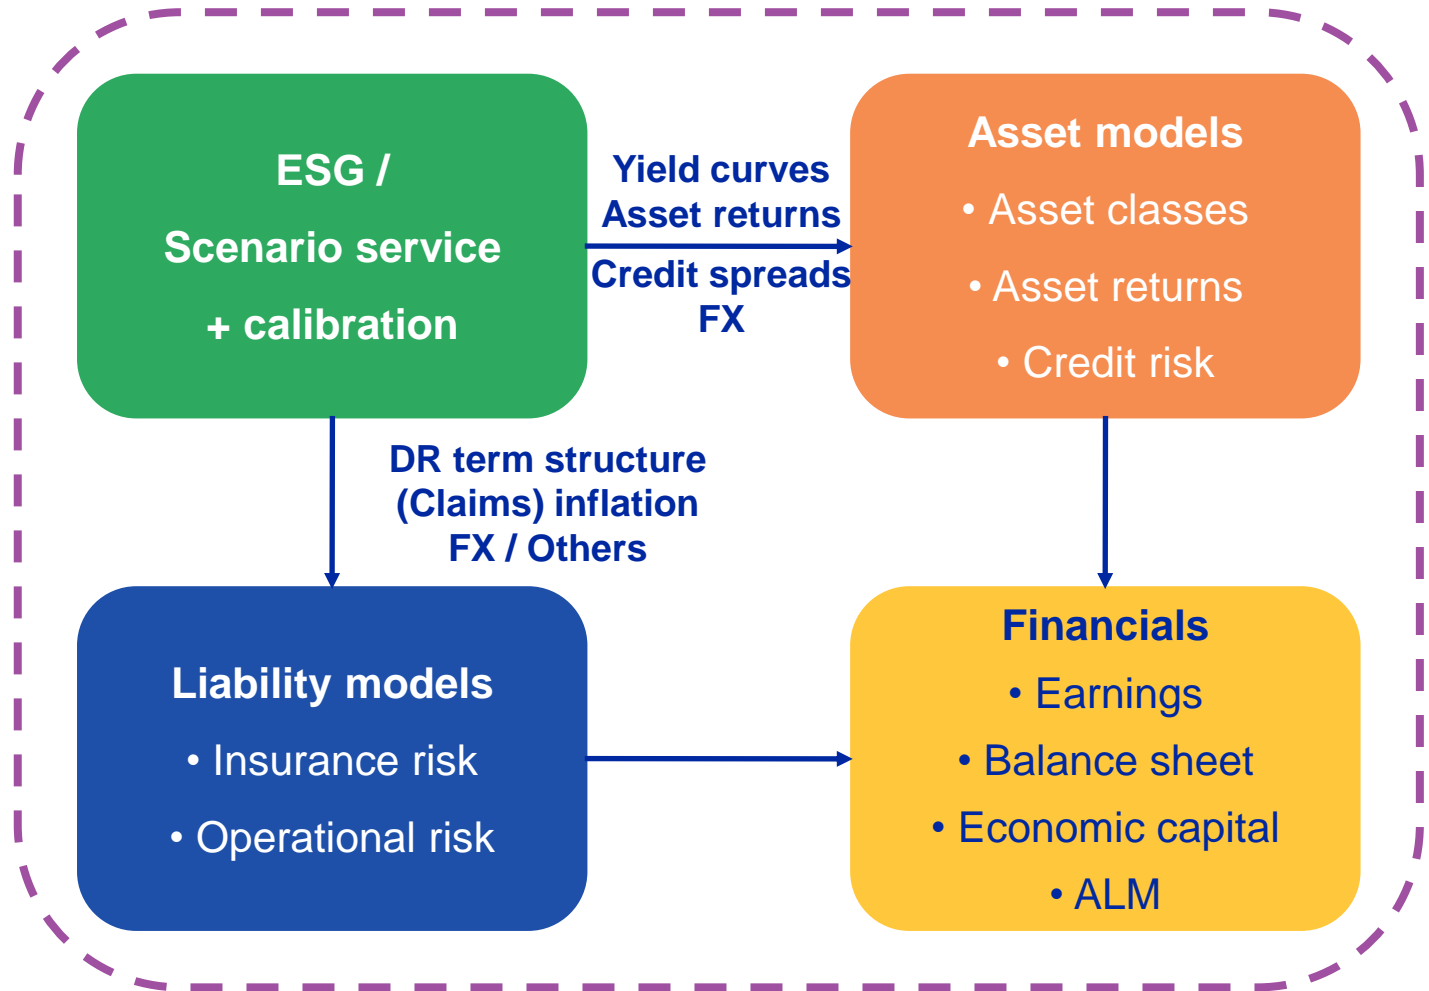 ESG /
Scenario service
+ calibration
Yield curves
Asset returns
Credit spreads
FX
Asset models
• Asset classes
• Asset returns
• Credit risk
DR term structure
(Claims) inflation
FX / Others
Liability models
• Insurance risk
• Operational risk
Financials
• Earnings
• Balance sheet
• Economic capital
• ALM